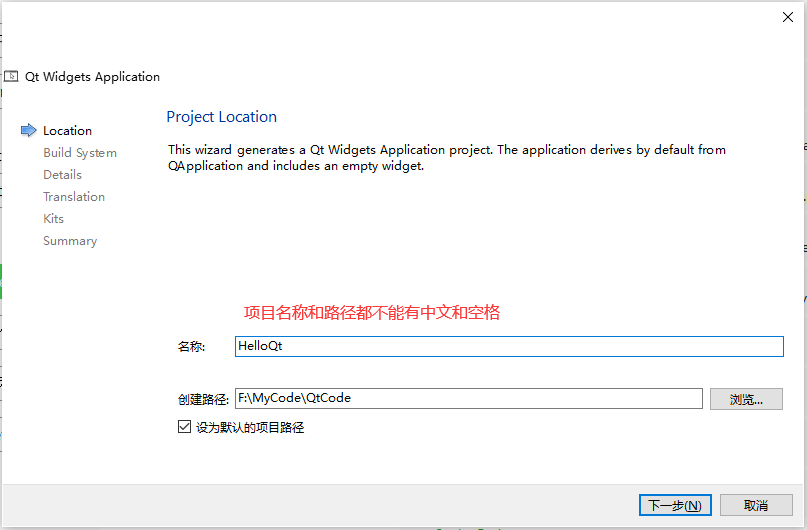 Qt Widgets Application
Location
Build System
Details
Translation
Kits
Summary
Project Location
This wizard generates a Qt Widgets Application project. The application derives by default from
QApplication and includes an empty widget.
项目名称和路径都不能有中文和空格
名称:
HelloQt
创建路径:
F:\MyCode\QtCode
浏览...
设为默认的项目路径
下一步(N)
取消